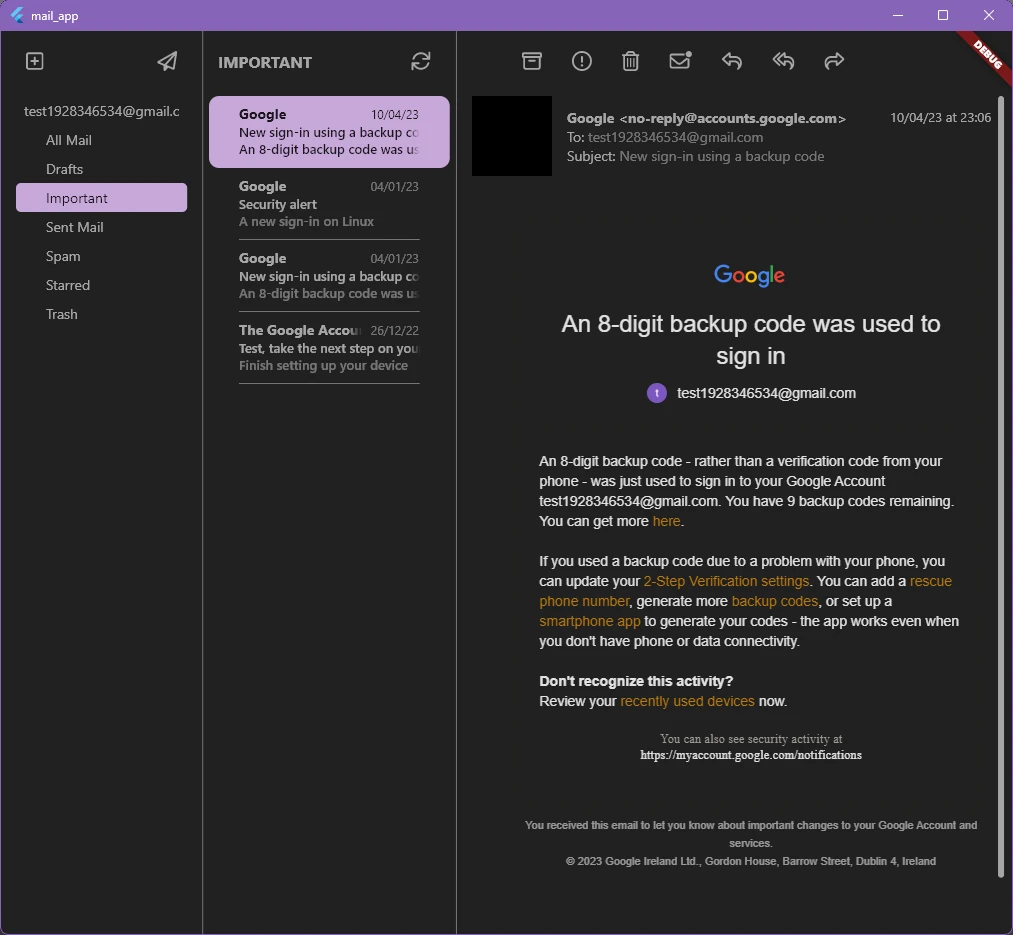 mail_app
DEBUG
test1928346534@gmail.c
All Mail
Drafts
Important
Sent Mail
Spam
Starred
Trash
IMPORTANT
Google 10/04/23
New sign-in using a backup co
An 8-digit backup code was us
Google 04/01/23
Security alert
A new sign-in on Linux
Google 04/01/23
New sign-in using a backup co
An 8-digit backup code was us
The Google Accou 26/12/22
Test, take the next step on you
Finish setting up your device
Google <no-reply@accounts.google.com> 10/04/23 at 23:06
To: test1928346534@gmail.com
Subject: New sign-in using a backup code
Google
An 8-digit backup code was used to
sign in
t test1928346534@gmail.com
An 8-digit backup code - rather than a verification code from your
phone - was just used to sign in to your Google Account
test1928346534@gmail.com. You have 9 backup codes remaining.
You can get more here.
If you used a backup code due to a problem with your phone, you
can update your 2-Step Verification settings. You can add a rescue
phone number, generate more backup codes, or set up a
smartphone app to generate your codes - the app works even when
you don't have phone or data connectivity.
Don't recognize this activity?
Review your recently used devices now.
You can also see security activity at
https://myaccount.google.com/notifications
You received this email to let you know about important changes to your Google Account and
services.
© 2023 Google Ireland Ltd., Gordon House, Barrow Street, Dublin 4, Ireland